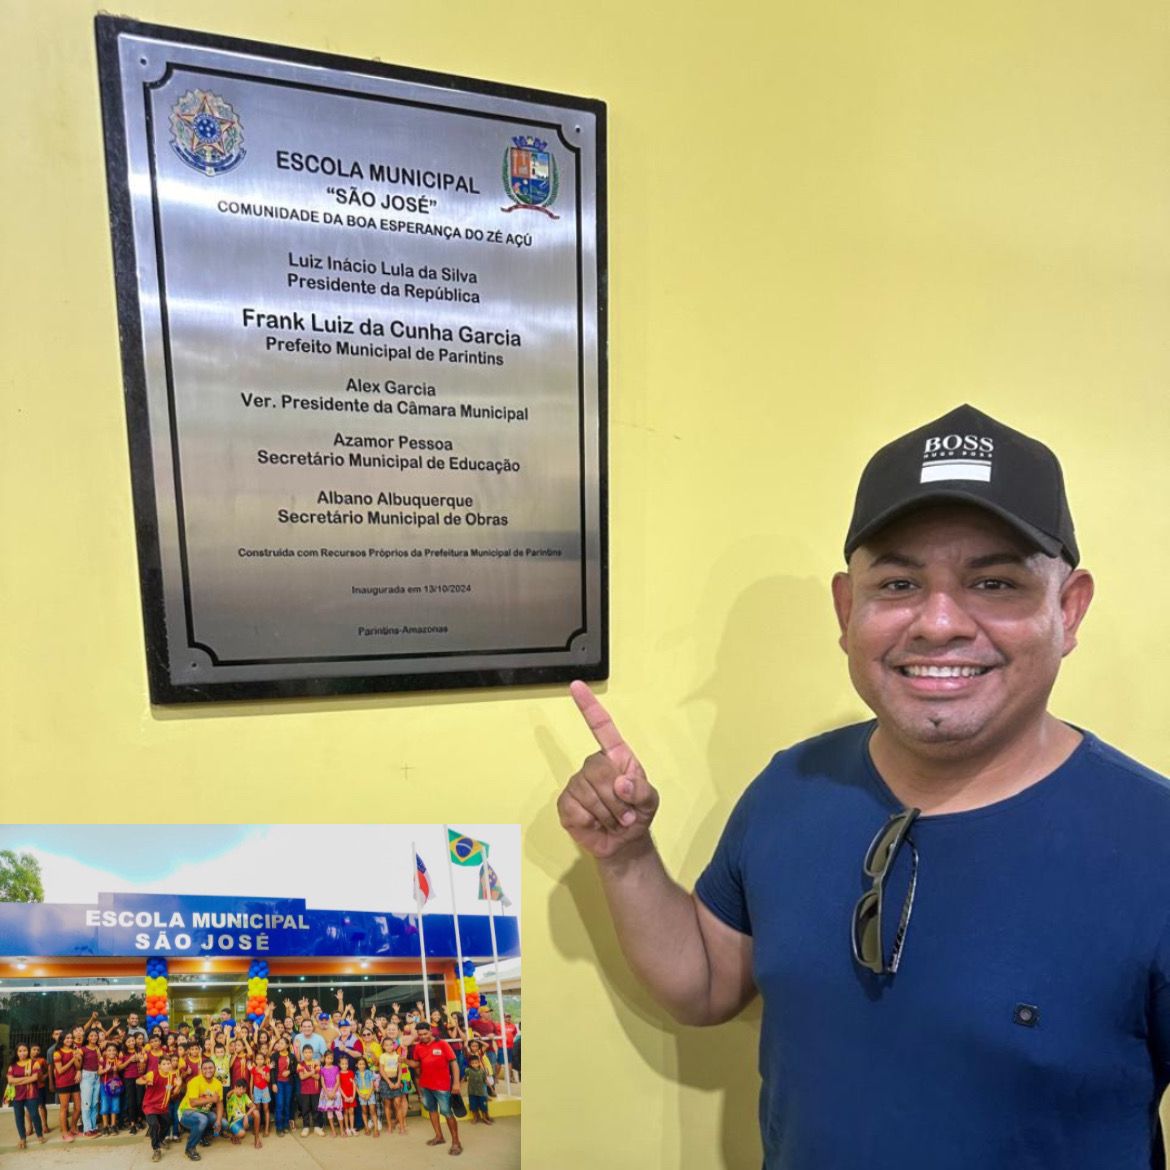 ESCOLA MUNICIPAL
“SÃO JOSÉ”
COMUNIDADE DA BOA ESPERANÇA DO ZÉ AÇÚ
Luiz Inácio Lula da Silva
Presidente da República
Frank Luiz da Cunha Garcia
Prefeito Municipal de Parintins
Alex Garcia
Ver. Presidente da Câmara Municipal
Azamor Pessoa
Secretário Municipal de Educação
Albano Albuquerque
Secretário Municipal de Obras
Construída com Recursos Próprios da Prefeitura Municipal de Parintins
Inaugurada em 13/10/2024
Parintins-Amazonas
BOSS
HUGO BOSS
ESCOLA MUNICIPAL
SÃO JOSÉ